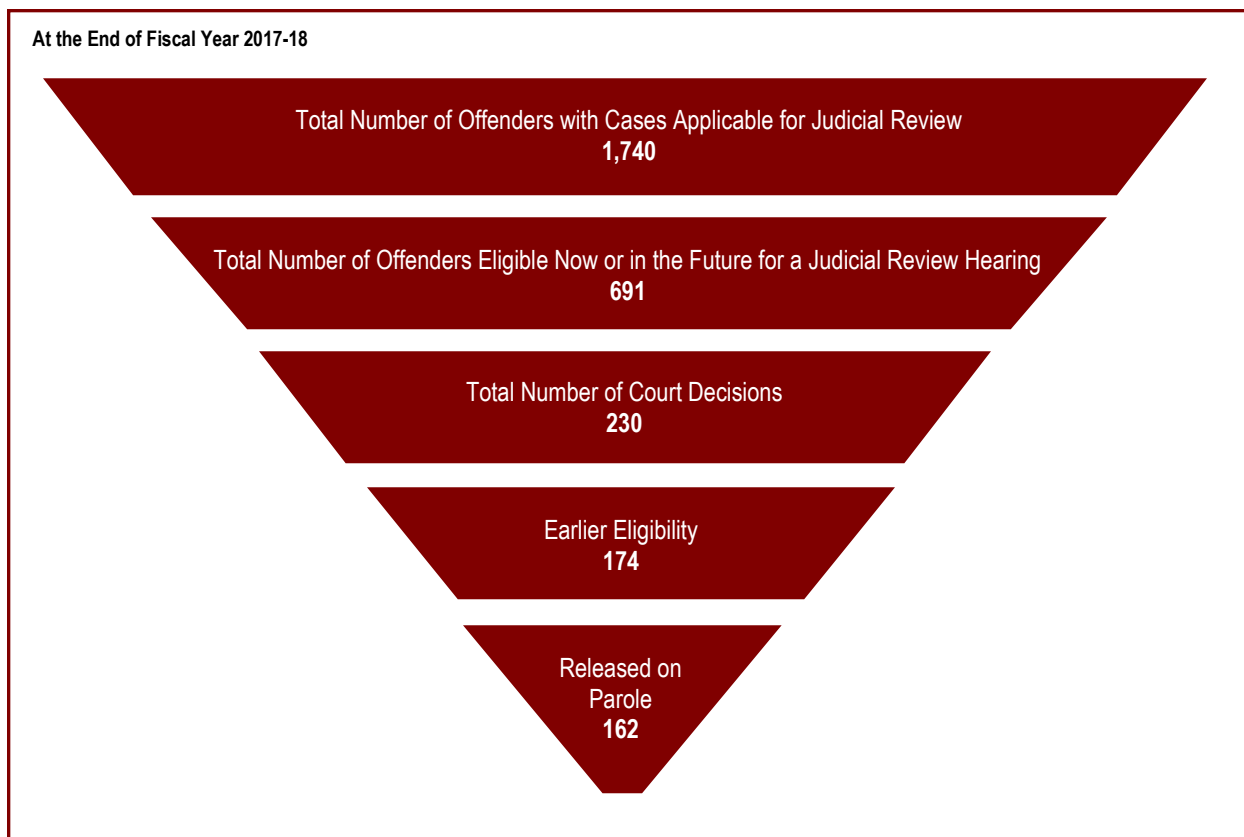 At the End of Fiscal Year 2017-18
Total Number of Offenders with Cases Applicable for Judicial Review
1,740
Total Number of Offenders Eligible Now or in the Future for a Judicial Review Hearing
691
Total Number of Court Decisions
230
Earlier Eligibility
174
Released on
Parole
162